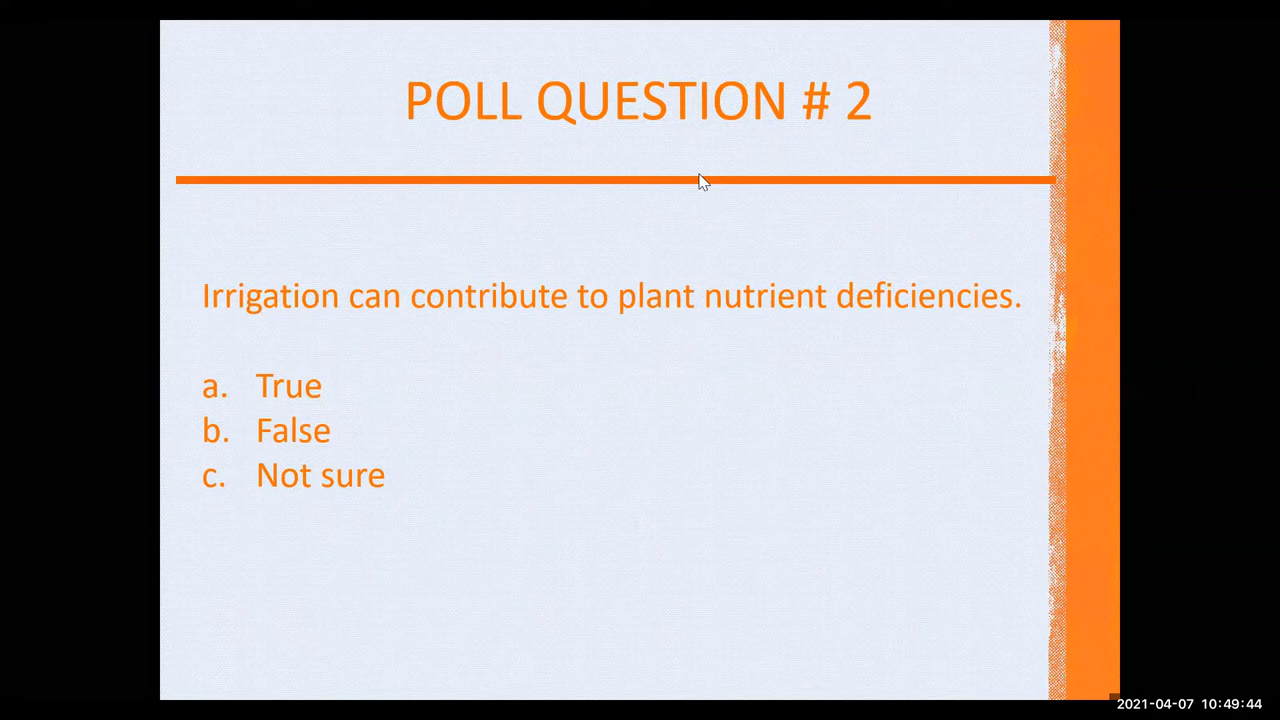 POLL QUESTION # 2
Irrigation can contribute to plant nutrient deficiencies.
a. True
b. False
c. Not sure
2021-04-07 10:49:44